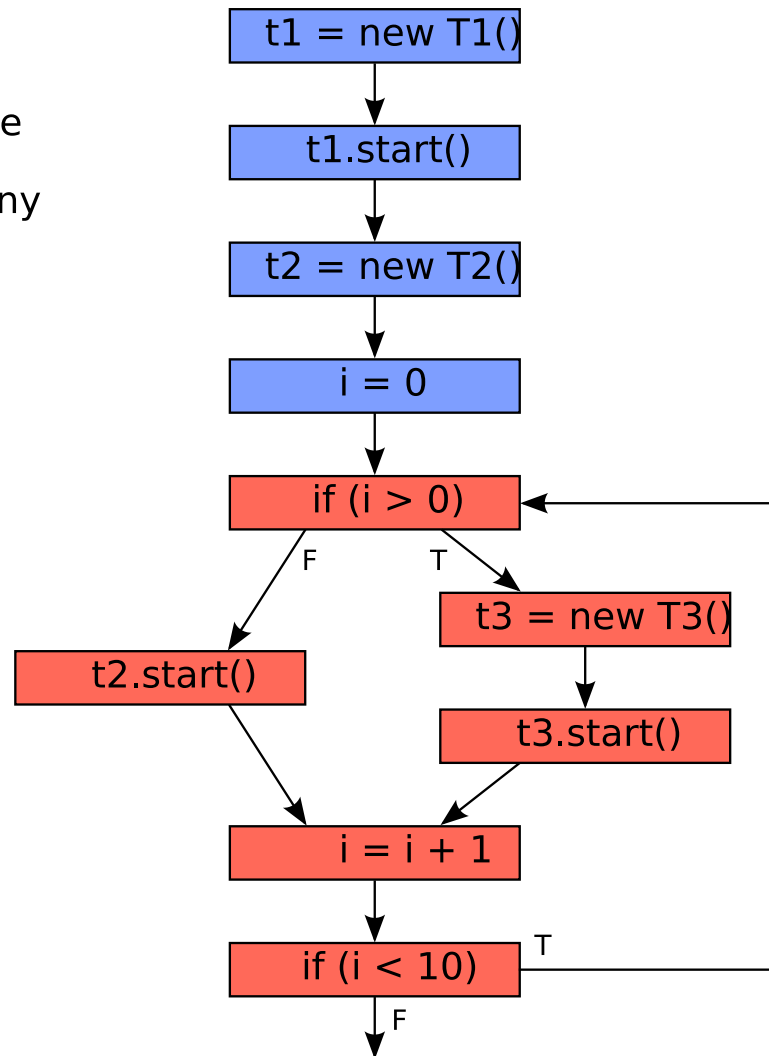 t1 = new T1()
e
t1.start()
ny
t2 = new T2()
i = 0
if (i > 0)
F
T
t3 = new T3()
t2.start()
t3.start()
i = i + 1
T
if (i < 10)
F